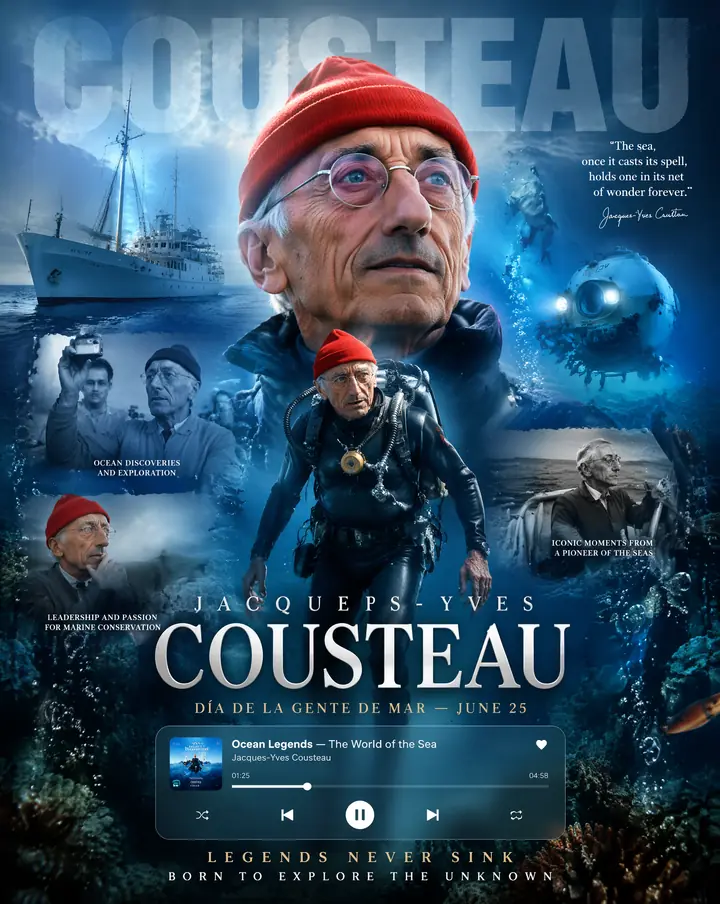 COUSTEAU
"The sea,
once it casts its spell,
holds one in its net
of wonder forever."
Jacques-Yves Cousteau
OCEAN DISCOVERIES
AND EXPLORATION
ICONIC MOMENTS FROM
A PIONEER OF THE SEAS
LEADERSHIP AND PASSION
FOR MARINE CONSERVATION
JACQUEPS-YVES
COUSTEAU
DÍA DE LA GENTE DE MAR — JUNE 25
Ocean Legends — The World of the Sea
Jacques-Yves Cousteau
01:25
04:58
LEGENDS NEVER SINK
BORN TO EXPLORE THE UNKNOWN